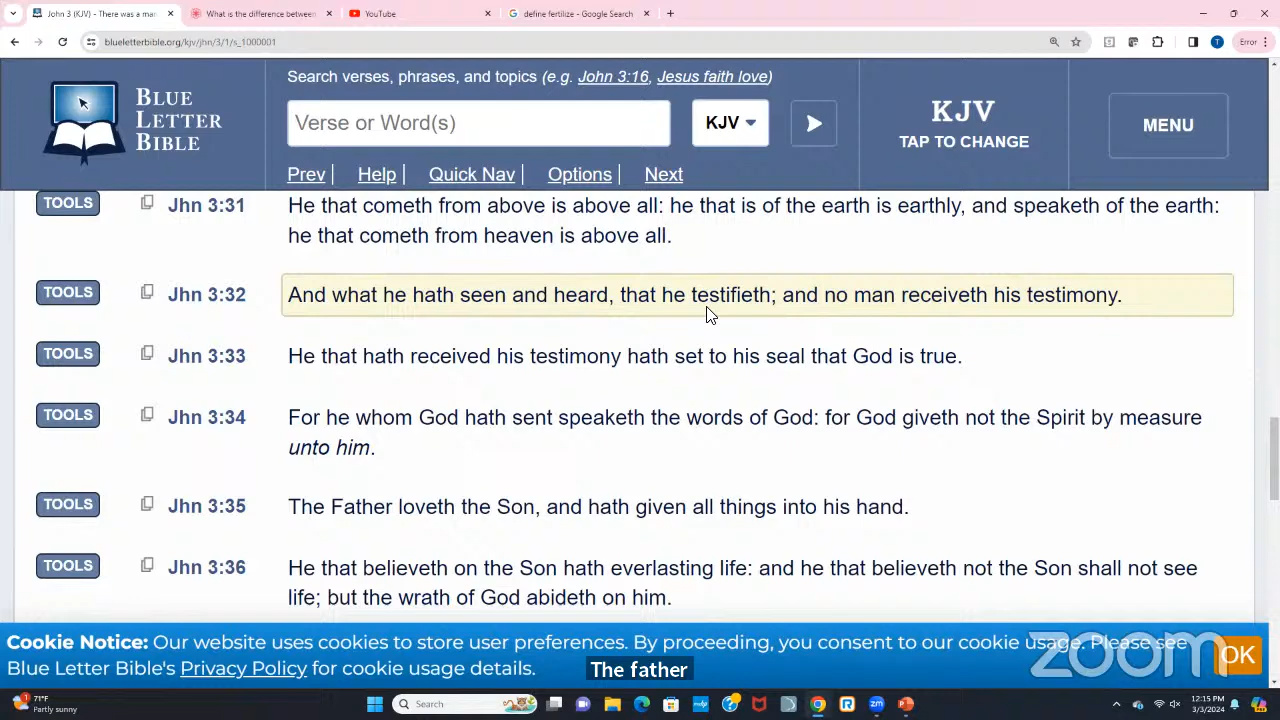 John 3 (KJV) - There was a man
What is the difference between
YouTube
define fertilize - Google Search
blueletterbible.org/kjv/jhn/3/1/s_1000001
T
Error
BLUE
LETTER
BIBLE
Search verses, phrases, and topics (e.g. John 3:16, Jesus faith love)
Verse or Word(s)
KJV
KJV
TAP TO CHANGE
MENU
Prev | Help | Quick Nav | Options | Next
TOOLS Jhn 3:31 He that cometh from above is above all: he that is of the earth is earthly, and speaketh of the earth:
he that cometh from heaven is above all.
TOOLS Jhn 3:32 And what he hath seen and heard, that he testifieth; and no man receiveth his testimony.
TOOLS Jhn 3:33 He that hath received his testimony hath set to his seal that God is true.
TOOLS Jhn 3:34 For he whom God hath sent speaketh the words of God: for God giveth not the Spirit by measure
unto him.
TOOLS Jhn 3:35 The Father loveth the Son, and hath given all things into his hand.
TOOLS Jhn 3:36 He that believeth on the Son hath everlasting life: and he that believeth not the Son shall not see
life; but the wrath of God abideth on him.
Cookie Notice: Our website uses cookies to store user preferences. By proceeding, you consent to our cookie usage. Please see
Blue Letter Bible's Privacy Policy for cookie usage details.
OK
zoom
The father
71°F
Partly sunny
Search
12:15 PM
3/3/2024